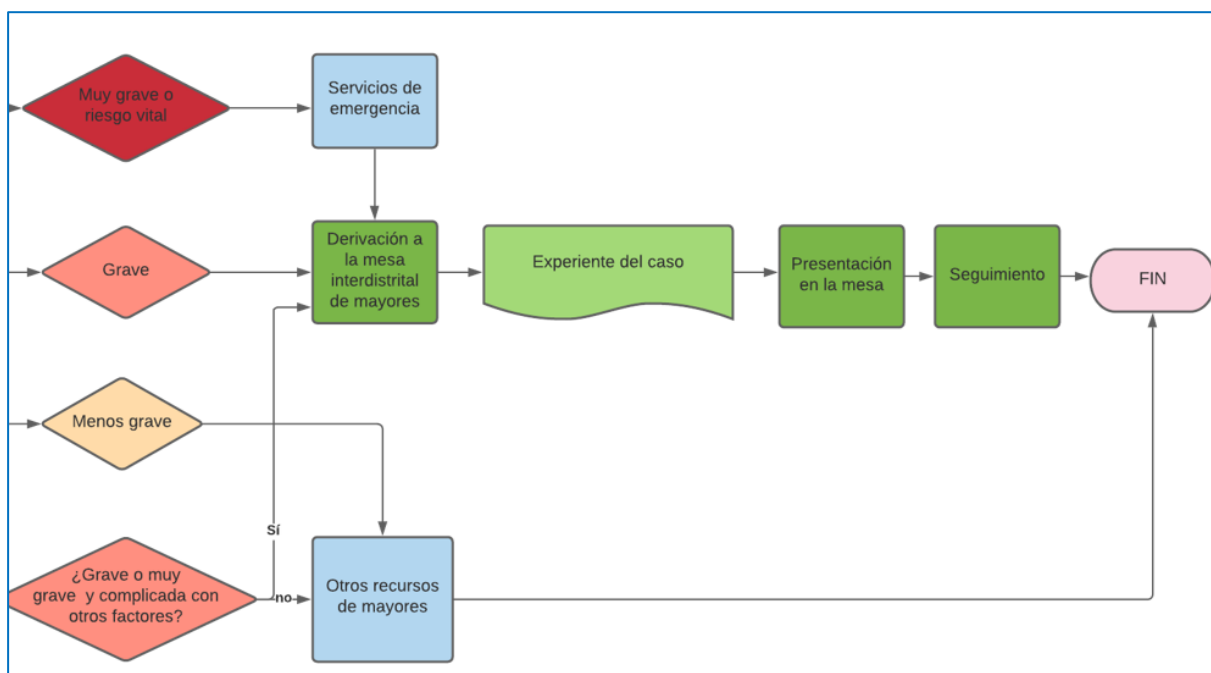 Muy grave o
riesgo vital
Servicios de
emergencia
Grave
Derivación a
la mesa
interdistrital
de mayores
Experiente del caso
Presentación
en la mesa
Seguimiento
FIN
Menos grave
Sí
¿Grave o muy
grave y complicada con
otros factores?
no
Otros recursos
de mayores